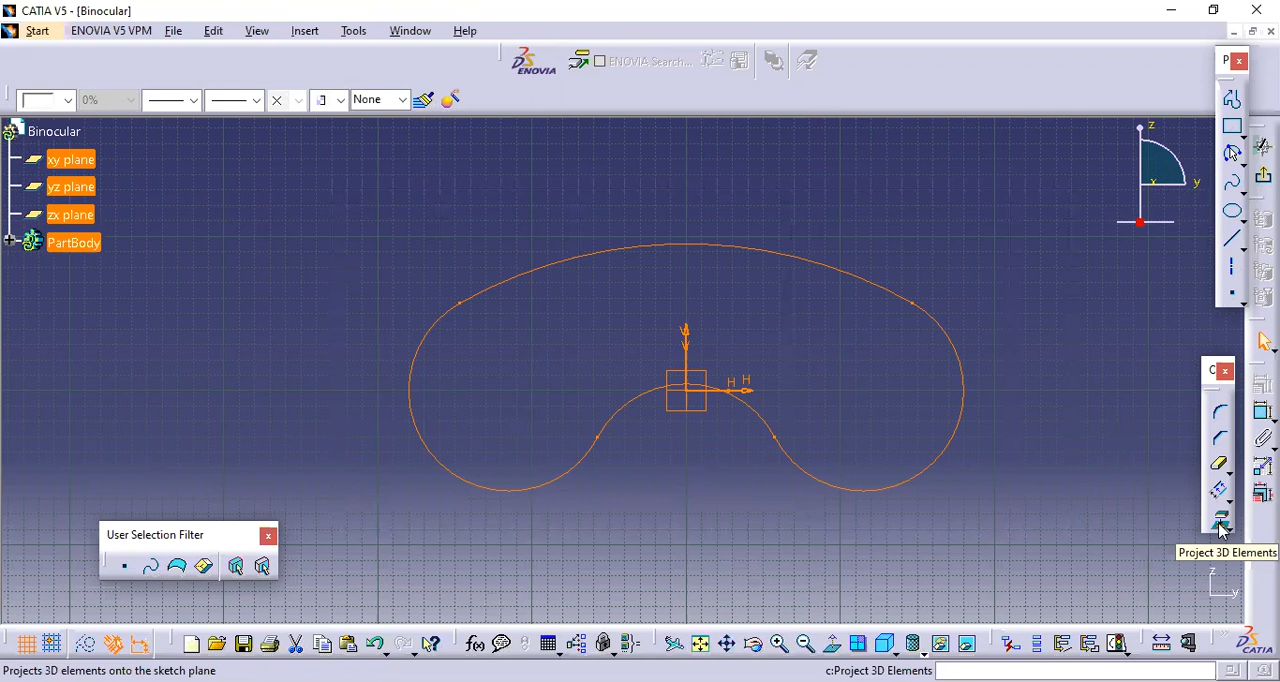 CATIA V5 - [Binocular]
Start ENOVIA V5 VPM File Edit View Insert Tools Window Help
ENOVIA
ENOVIA Search...
P
0%
None
Binocular
xy plane
yz plane
zx plane
PartBody
z
x
y
V
H H
C
User Selection Filter
Project 3D Elements
z
y
f(x)
CATIA
Projects 3D elements onto the sketch plane
c:Project 3D Elements